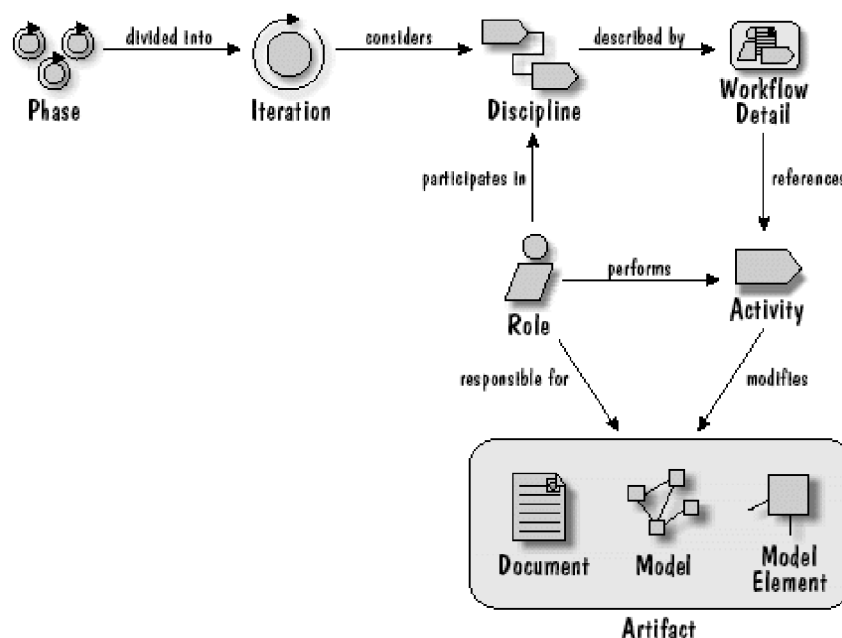 divided into
considers
described by
Phase
Iteration
Discipline
Workflow
Detail
participates in
references
performs
Role
Activity
responsible for
modifies
Document
Model
Model
Element
Artifact